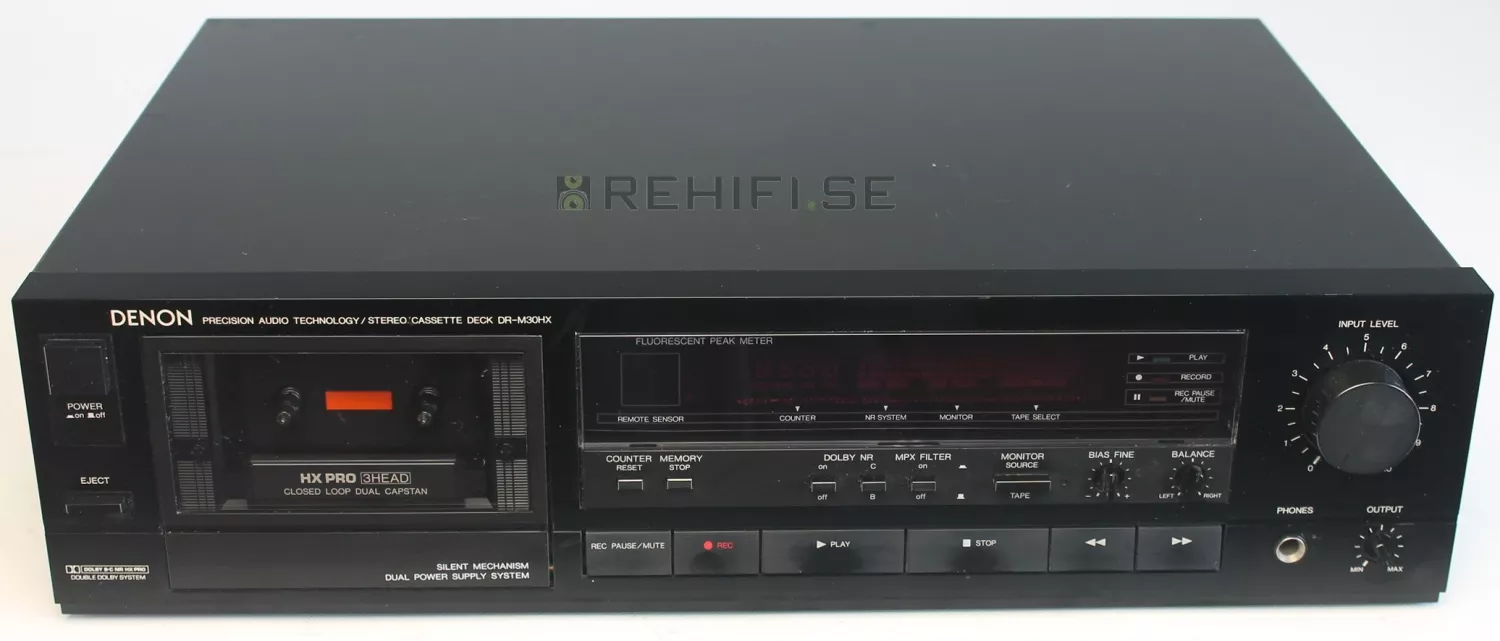 REHIFI.SE
DENON PRECISION AUDIO TECHNOLOGY/STEREO CASSETTE DECK DR-M30HX
POWER
on off
EJECT
HX PRO 3HEAD
CLOSED LOOP DUAL CAPSTAN
SILENT MECHANISM
DUAL POWER SUPPLY SYSTEM
DOLBY B-C NR HX PRO
DOUBLE DOLBY SYSTEM
FLUORESCENT PEAK METER
REMOTE SENSOR
COUNTER NR SYSTEM MONITOR TAPE SELECT
PLAY
RECORD
REC PAUSE
/MUTE
COUNTER
RESET
MEMORY
STOP
DOLBY NR
on C
off B
MPX FILTER
on
off
MONITOR
SOURCE
TAPE
BIAS FINE
- +
BALANCE
LEFT RIGHT
REC PAUSE/MUTE REC PLAY STOP
INPUT LEVEL
0 1 2 3 4 5 6 7 8 9
PHONES
OUTPUT
MIN MAX